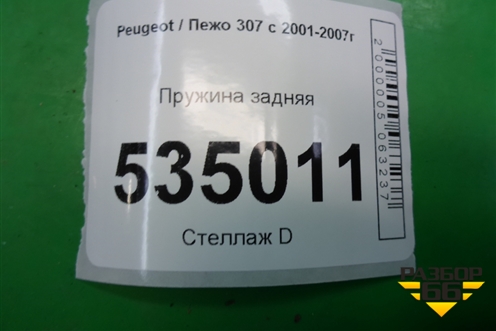 Peugeot / Пежо 307 с 2001-2007г
Пружина задняя
535011
Стеллаж D
2000005063237
РАЗБОР
66